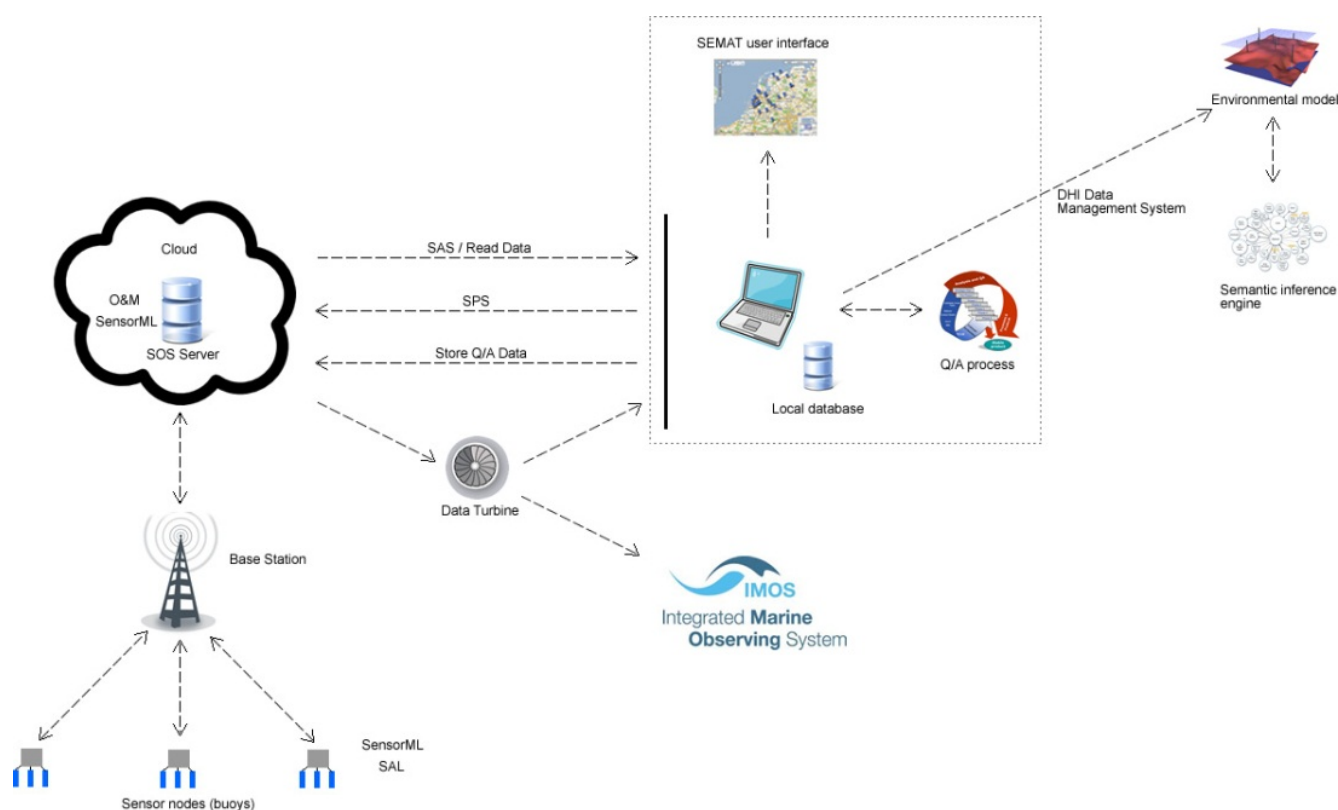 SEMAT user interface
Environmental model
DHI Data
Management System
Semantic inference
engine
Cloud
O&M
SensorML
SOS Server
SAS / Read Data
SPS
Store Q/A Data
Q/A process
Local database
Data Turbine
Base Station
IMOS
Integrated Marine
Observing System
SensorML
SAL
Sensor nodes (buoys)